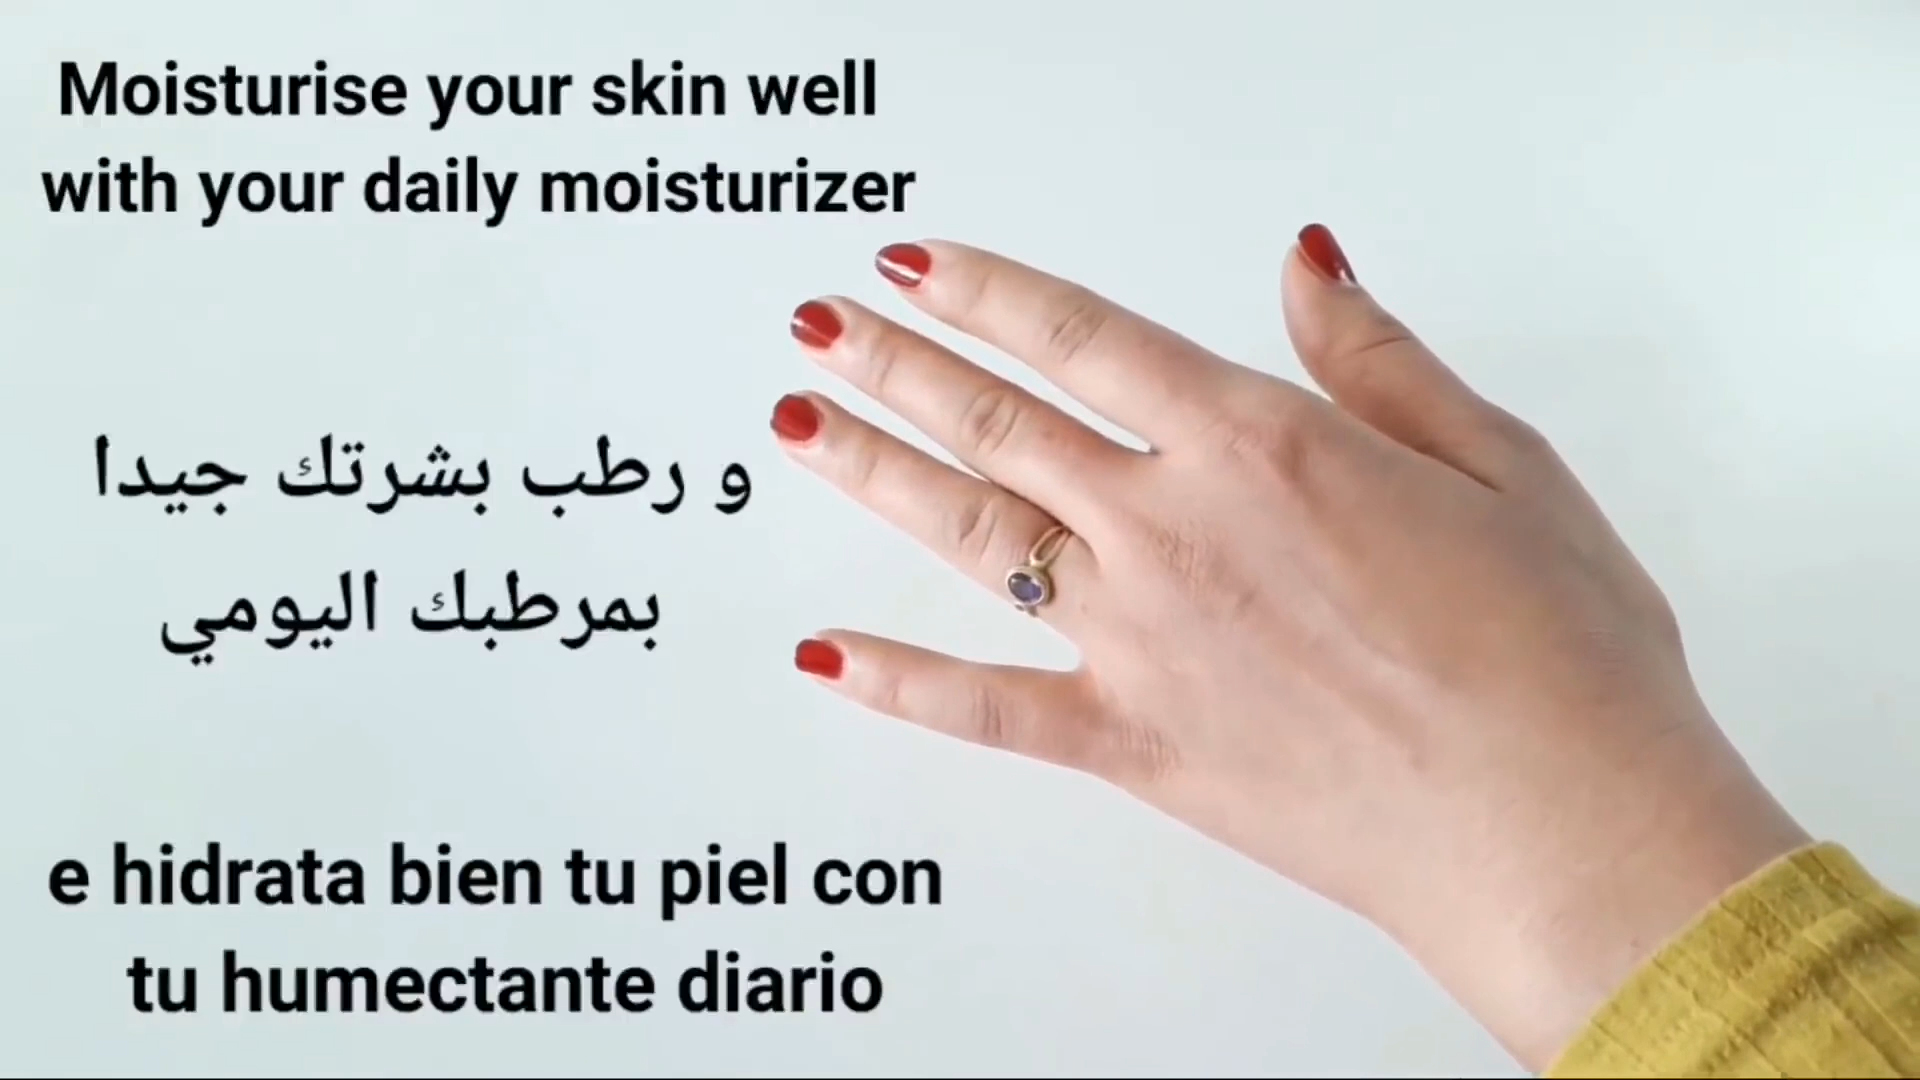 Moisturise your skin well
with your daily moisturizer
و رطب بشرتك جيدا
بمرطبك اليومي
e hidrata bien tu piel con
tu humectante diario